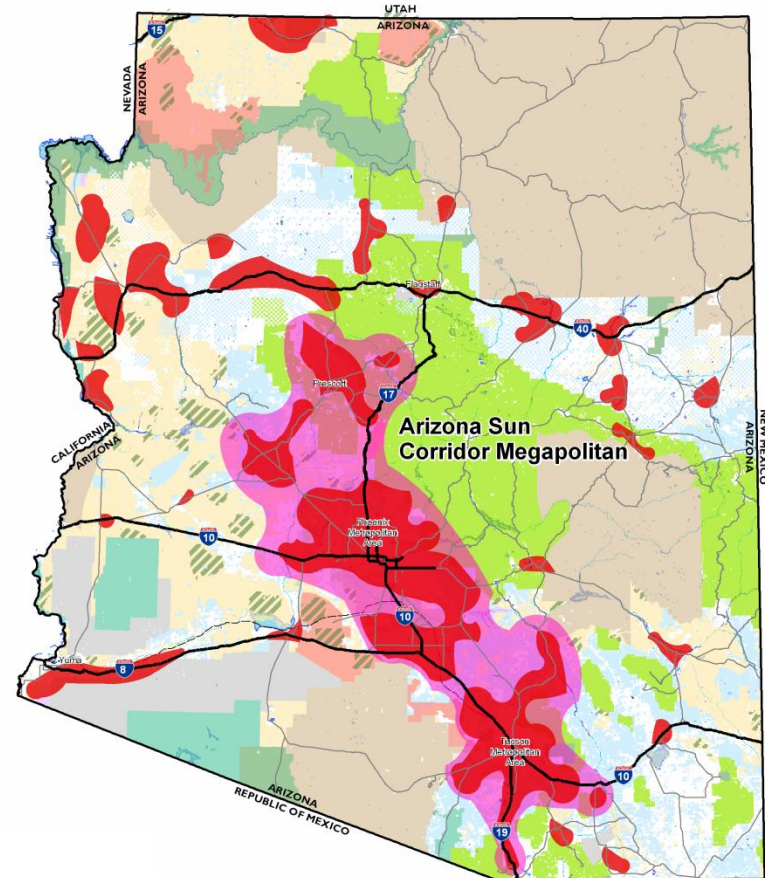 UTAH
ARIZONA
15
NEVADA
ARIZONA
Flagstaff
40
Prescott
17
Arizona Sun
Corridor Megapolitan
CALIFORNIA
ARIZONA
ARIZONA
NEW MEXICO
Phoenix
Metropolitan
Area
10
10
Yuma
8
Tucson
Metropolitan
Area
10
ARIZONA
REPUBLIC OF MEXICO
19